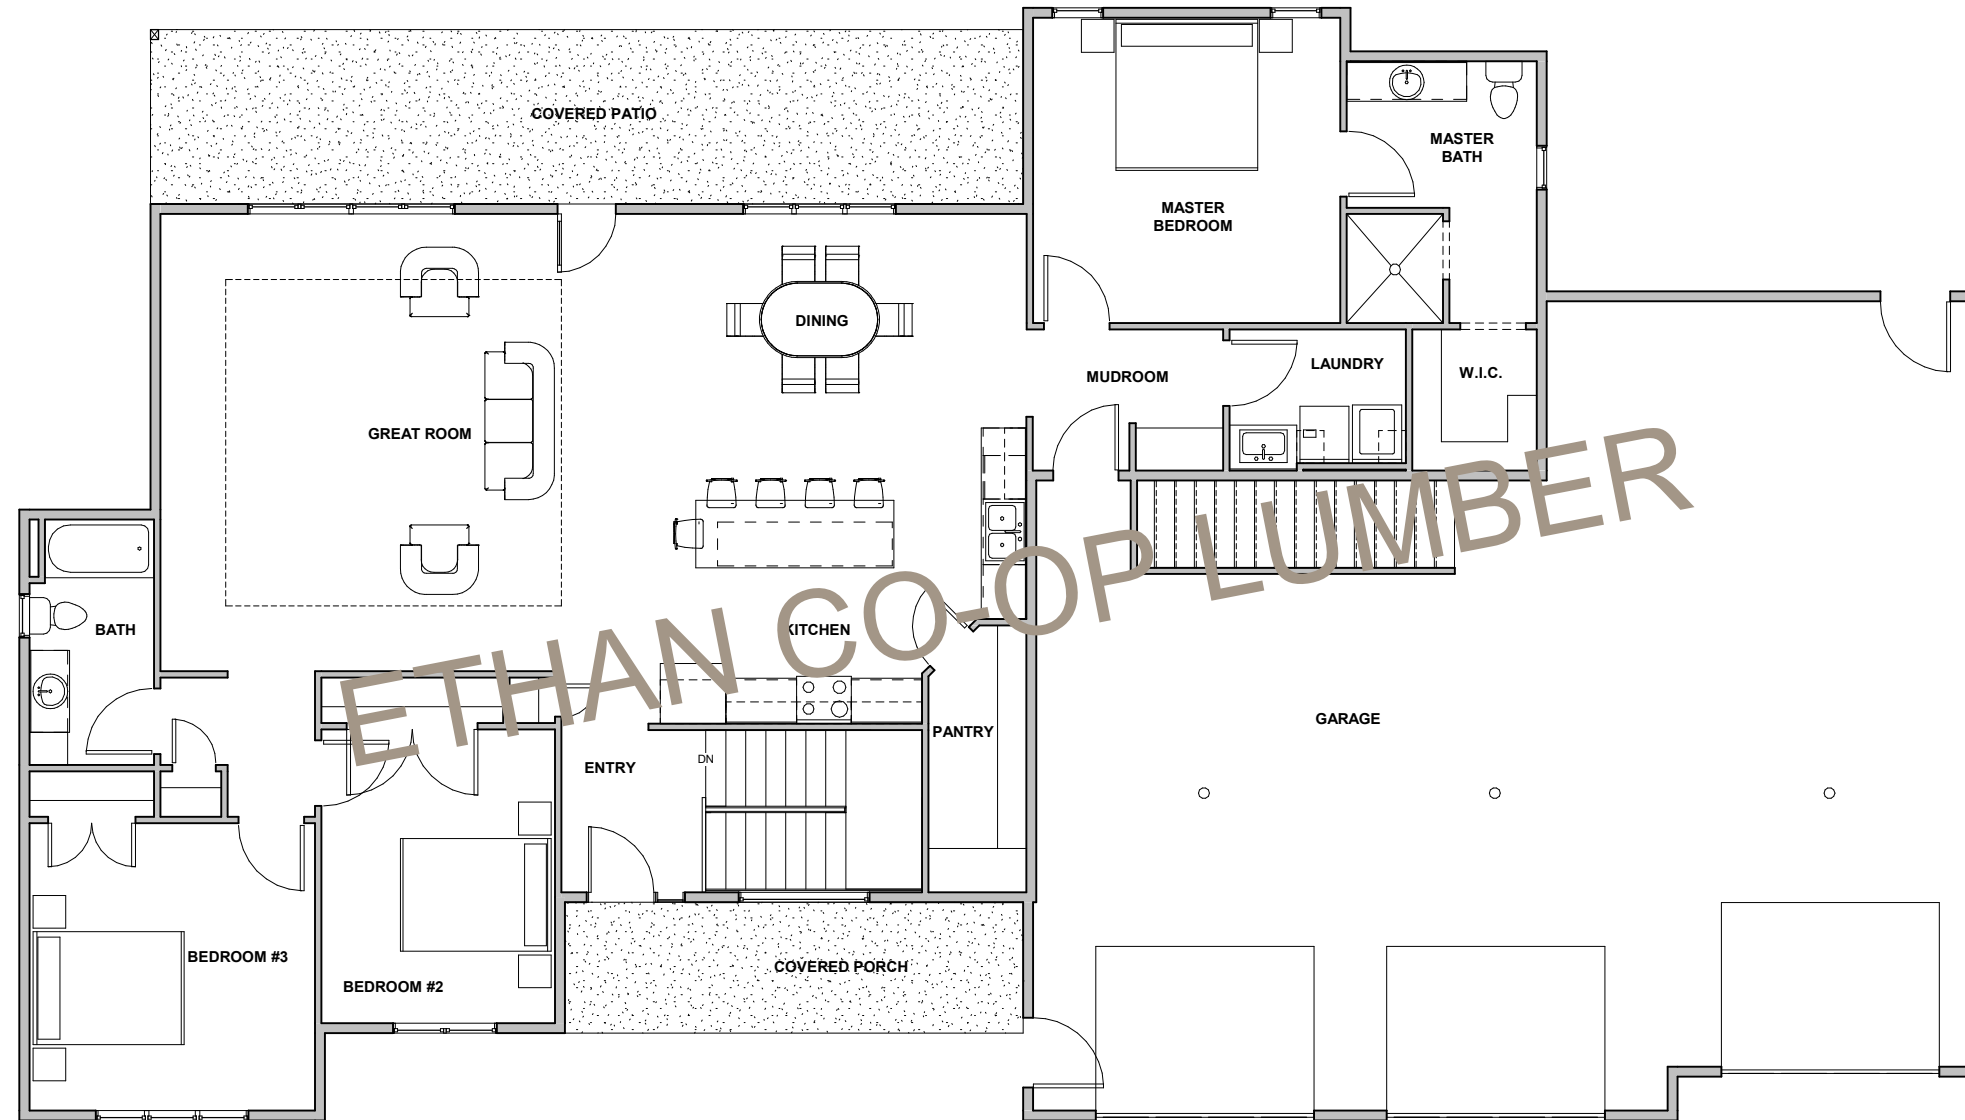 COVERED PATIO
MASTER
BATH
MASTER
BEDROOM
DINING
LAUNDRY
W.I.C.
MUDROOM
GREAT ROOM
ETHAN CO-OP LUMBER
BATH
KITCHEN
GARAGE
PANTRY
DN
ENTRY
BEDROOM #3
COVERED PORCH
BEDROOM #2